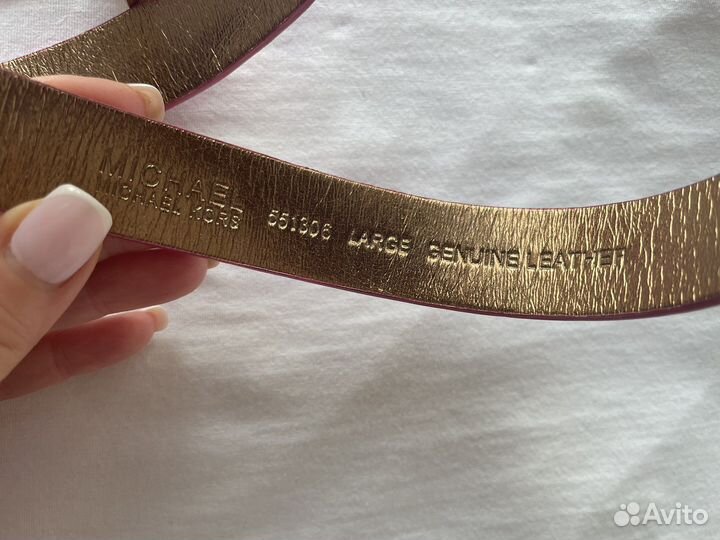 MICHAEL
MICHAEL KORS 551306 LARGE GENUINE LEATHER
Avito